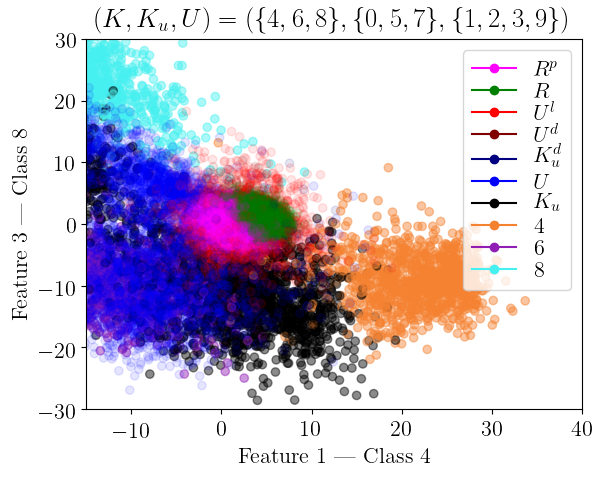 (K, K_u, U) = ({4, 6, 8}, {0, 5, 7}, {1, 2, 3, 9})
30
20
10
0
−10
−20
−30
−10
0
10
20
30
40
Feature 3 — Class 8
Feature 1 — Class 4
R^p
R
U^l
U^d
K_u^d
U
K_u
4
6
8